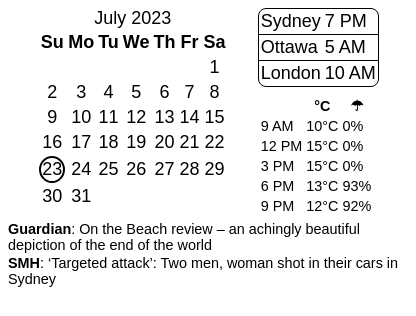 July 2023
Su Mo Tu We Th Fr Sa
1
2 3 4 5 6 7 8
9 10 11 12 13 14 15
16 17 18 19 20 21 22
23 24 25 26 27 28 29
30 31
Sydney 7 PM
Ottawa 5 AM
London 10 AM
°C ☂
9 AM 10°C 0%
12 PM 15°C 0%
3 PM 15°C 0%
6 PM 13°C 93%
9 PM 12°C 92%
Guardian: On the Beach review – an achingly beautiful
depiction of the end of the world
SMH: ‘Targeted attack’: Two men, woman shot in their cars in
Sydney